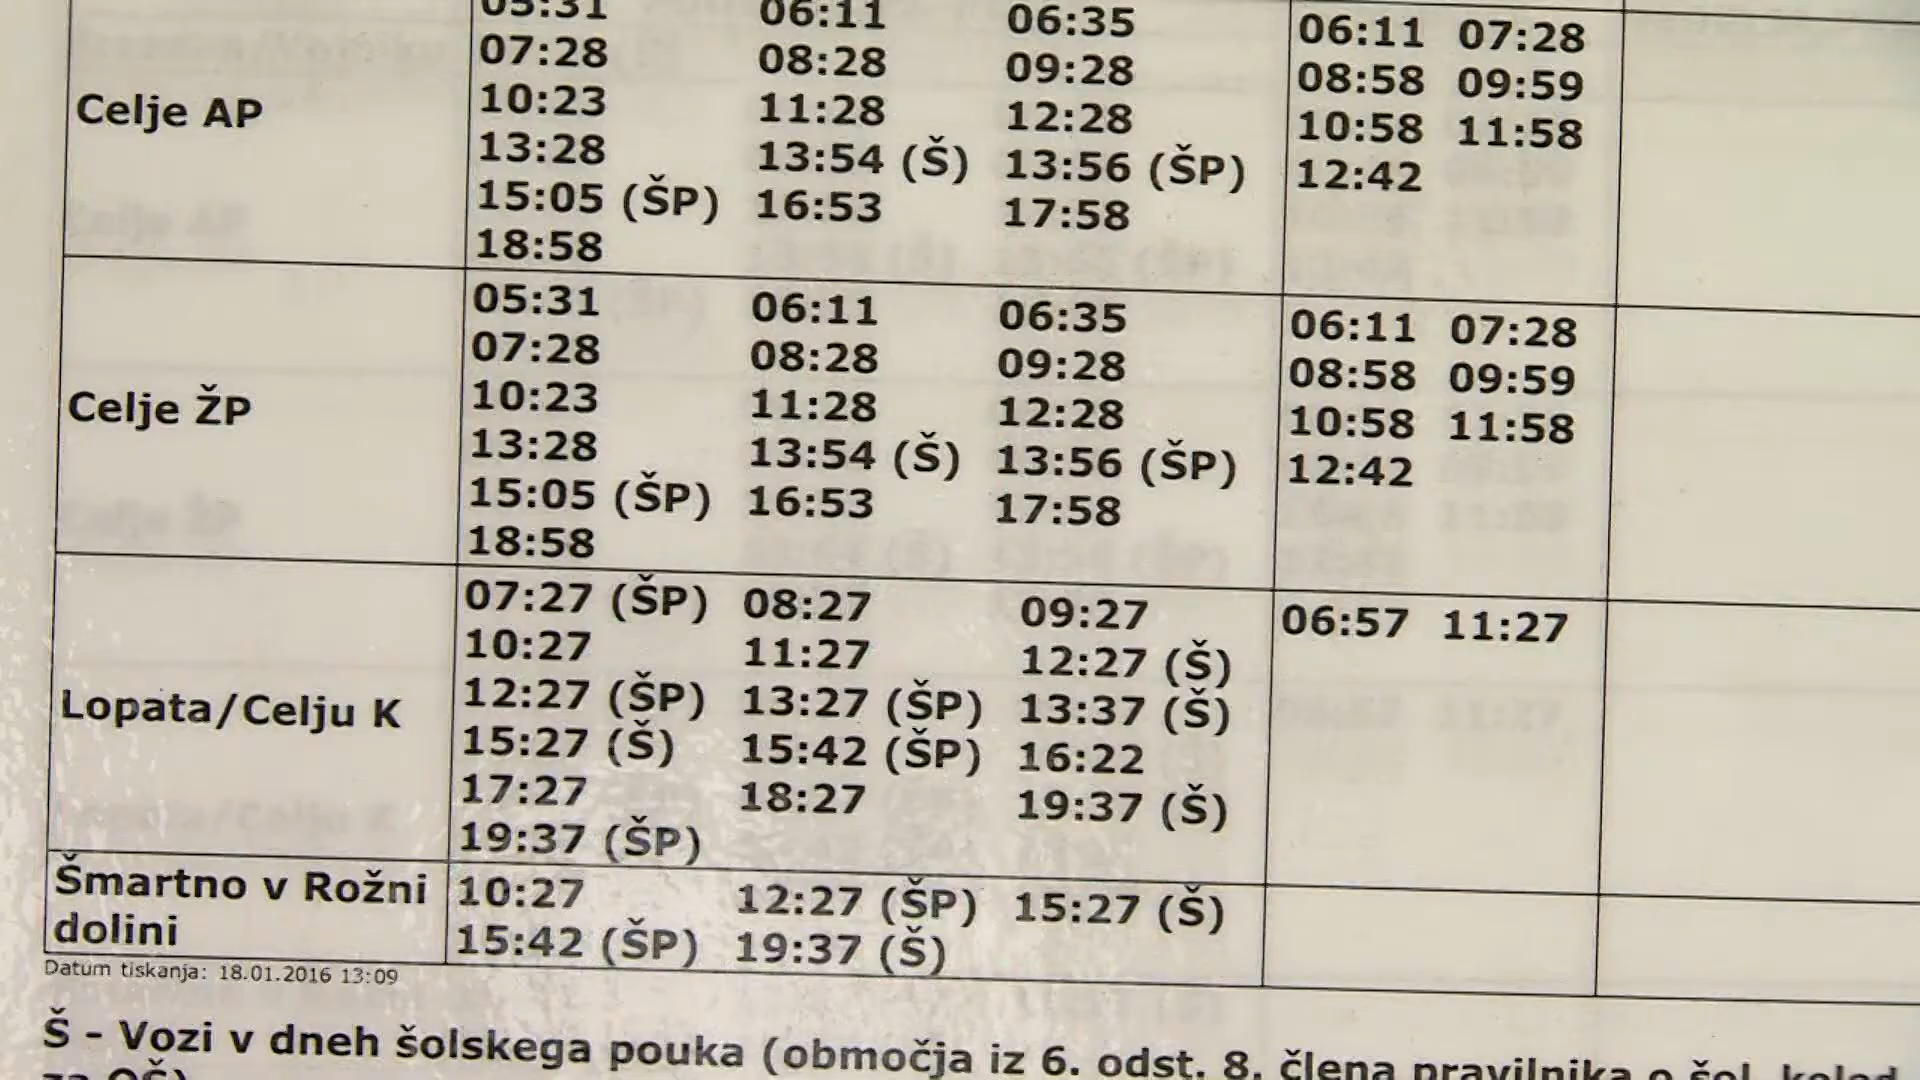 05:31 06:11 06:35 06:11 07:28
07:28 08:28 09:28 08:58 09:59
Celje AP 10:23 11:28 12:28 10:58 11:58
13:28 13:54 (Š) 13:56 (ŠP) 12:42
15:05 (ŠP) 16:53 17:58
18:58
05:31 06:11 06:35 06:11 07:28
07:28 08:28 09:28 08:58 09:59
Celje ŽP 10:23 11:28 12:28 10:58 11:58
13:28 13:54 (Š) 13:56 (ŠP) 12:42
15:05 (ŠP) 16:53 17:58
18:58
07:27 (ŠP) 08:27 09:27 06:57 11:27
10:27 11:27 12:27 (Š)
Lopata/Celju K 12:27 (ŠP) 13:27 (ŠP) 13:37 (Š)
15:27 (Š) 15:42 (ŠP) 16:22
17:27 18:27 19:37 (Š)
19:37 (ŠP)
Šmartno v Rožni 10:27 12:27 (ŠP) 15:27 (Š)
dolini 15:42 (ŠP) 19:37 (Š)
Datum tiskanja: 18.01.2016 13:09
Š - Vozi v dneh šolskega pouka (območja iz 6. odst. 8. člena pravilnika o šol. koled.
za OŠ)